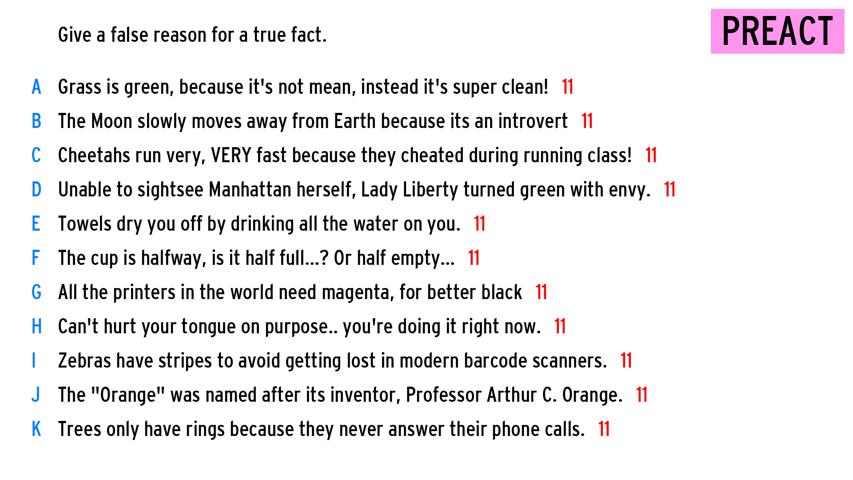 Give a false reason for a true fact.
PREACT
A Grass is green, because it's not mean, instead it's super clean! 11
B The Moon slowly moves away from Earth because its an introvert 11
C Cheetahs run very, VERY fast because they cheated during running class! 11
D Unable to sightsee Manhattan herself, Lady Liberty turned green with envy. 11
E Towels dry you off by drinking all the water on you. 11
F The cup is halfway, is it half full...? Or half empty... 11
G All the printers in the world need magenta, for better black 11
H Can't hurt your tongue on purpose.. you're doing it right now. 11
I Zebras have stripes to avoid getting lost in modern barcode scanners. 11
J The "Orange" was named after its inventor, Professor Arthur C. Orange. 11
K Trees only have rings because they never answer their phone calls. 11